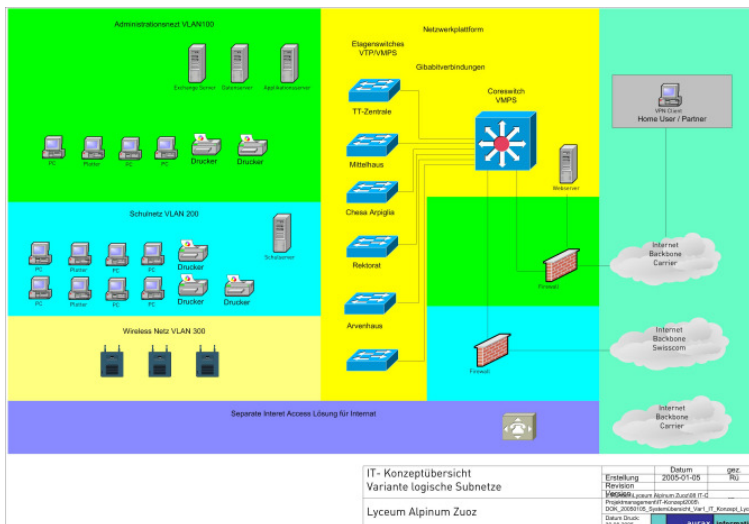 Administrationsnezt VLAN100
Exchange Server
Datenserver
Applikationsserver
PC
Plotter
PC
PC
Drucker
Drucker
Schulnetz VLAN 200
Schulserver
PC
Plotter
PC
PC
Drucker
PC
Plotter
PC
PC
Drucker
Drucker
Wireless Netz VLAN 300
Netzwerkplattform
Etagenswitches
VTP/VMPS
Gibabitverbindungen
Coreswitch
VMPS
TT-Zentrale
Mittelhaus
Chesa Arpiglia
Rektorat
Arvenhaus
Webserver
Firewall
Firewall
VPN-Client
Home User / Partner
Internet
Backbone
Carrier
Internet
Backbone
Swisscom
Internet
Backbone
Carrier
Separate Interet Access Lösung für Internat
IT- Konzeptübersicht
Variante logische Subnetze
Lyceum Alpinum Zuoz
Datum
gez.
Erstellung
2005-01-05
Rü
Revision
Version
Datum Druck: